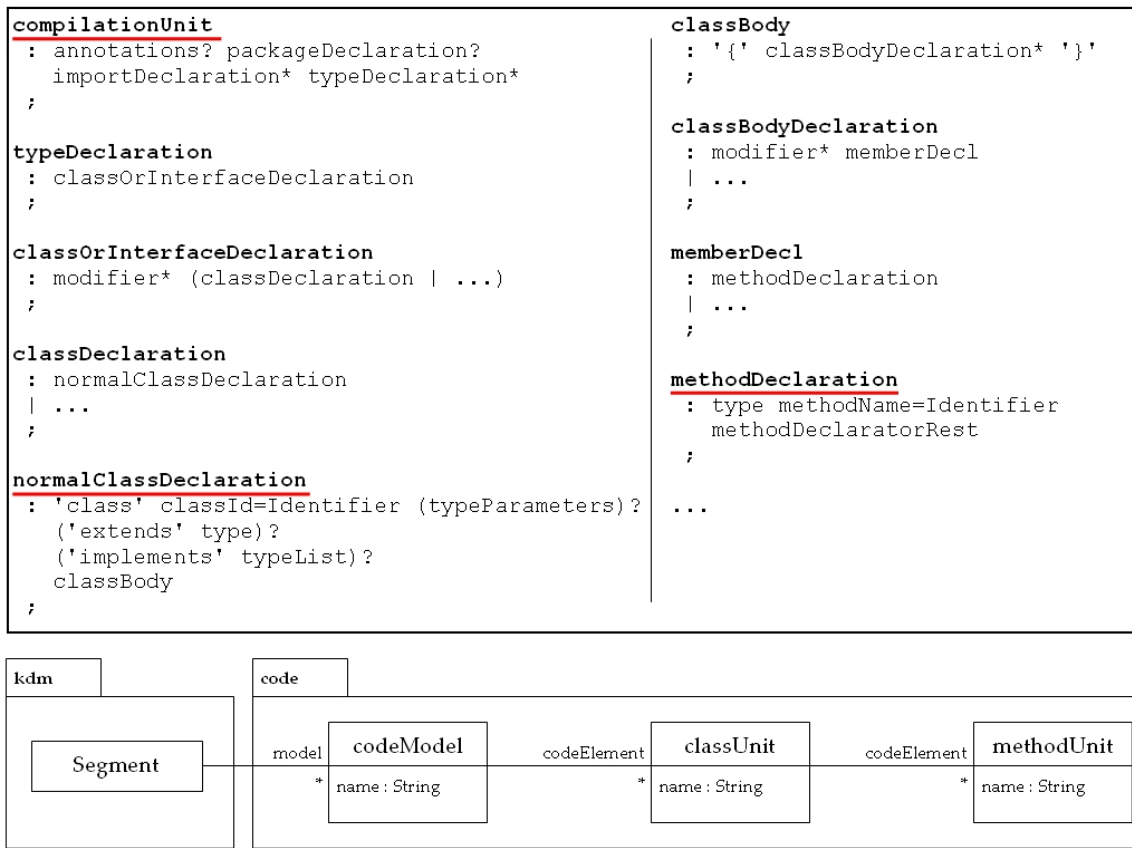 compilationUnit
: annotations? packageDeclaration?
importDeclaration* typeDeclaration*
;
typeDeclaration
: classOrInterfaceDeclaration
;
classOrInterfaceDeclaration
: modifier* (classDeclaration | ...)
;
classDeclaration
: normalClassDeclaration
| ...
;
normalClassDeclaration
: 'class' classId=Identifier (typeParameters)?
('extends' type)?
('implements' typeList)?
classBody
;
classBody
: '{' classBodyDeclaration* '}'
;
classBodyDeclaration
: modifier* memberDecl
| ...
;
memberDecl
: methodDeclaration
| ...
;
methodDeclaration
: type methodName=Identifier
methodDeclaratorRest
;
...
kdm
Segment
code
model
*
codeModel
name : String
codeElement
*
classUnit
name : String
codeElement
*
methodUnit
name : String